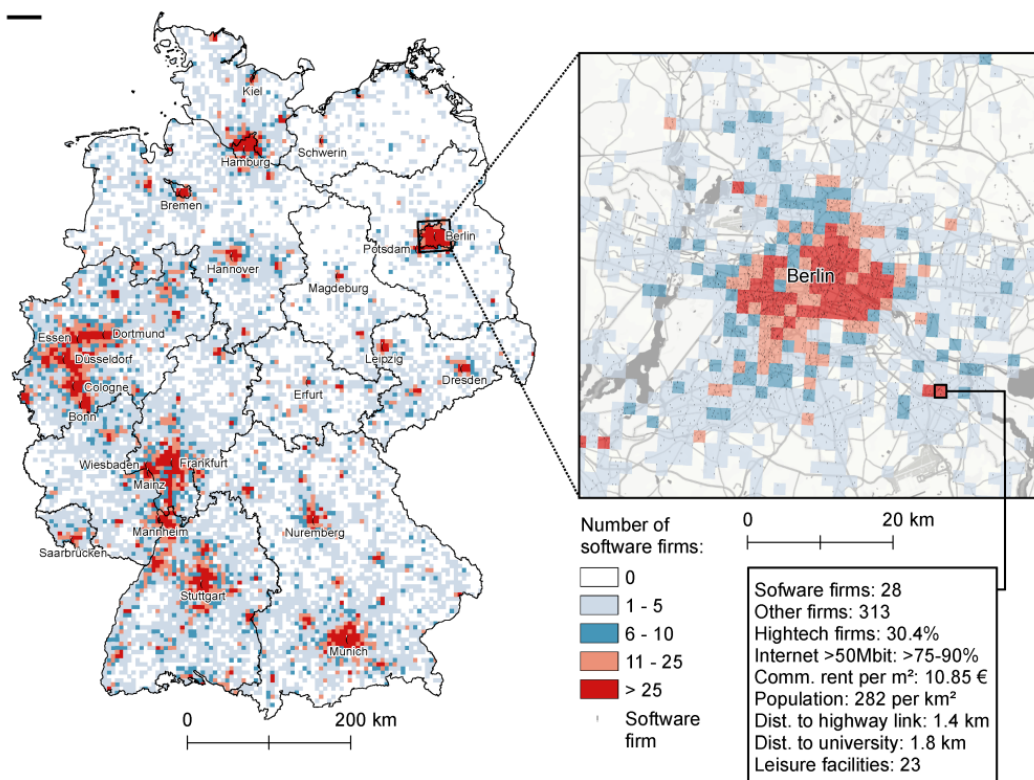 Kiel
Schwerin
Hamburg
Bremen
Berlin
Potsdam
Hannover
Magdeburg
Essen
Dortmund
Düsseldorf
Leipzig
Cologne
Dresden
Bonn
Erfurt
Wiesbaden
Frankfurt
Mainz
Mannheim
Nuremberg
Saarbrücken
Stuttgart
Munich
0 200 km
Berlin
0 20 km
Number of
software firms:
0
1 - 5
6 - 10
11 - 25
> 25
Software
firm
Sofware firms: 28
Other firms: 313
Hightech firms: 30.4%
Internet >50Mbit: >75-90%
Comm. rent per m²: 10.85 €
Population: 282 per km²
Dist. to highway link: 1.4 km
Dist. to university: 1.8 km
Leisure facilities: 23